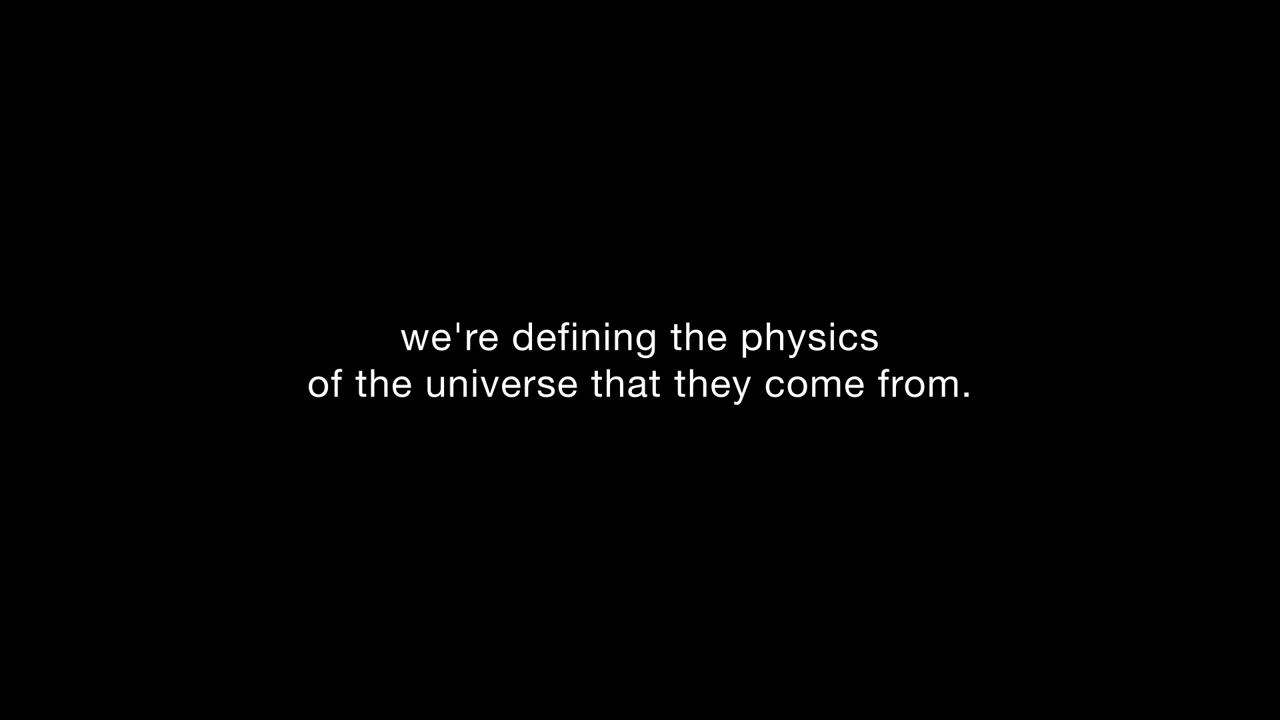 we're defining the physics
of the universe that they come from.